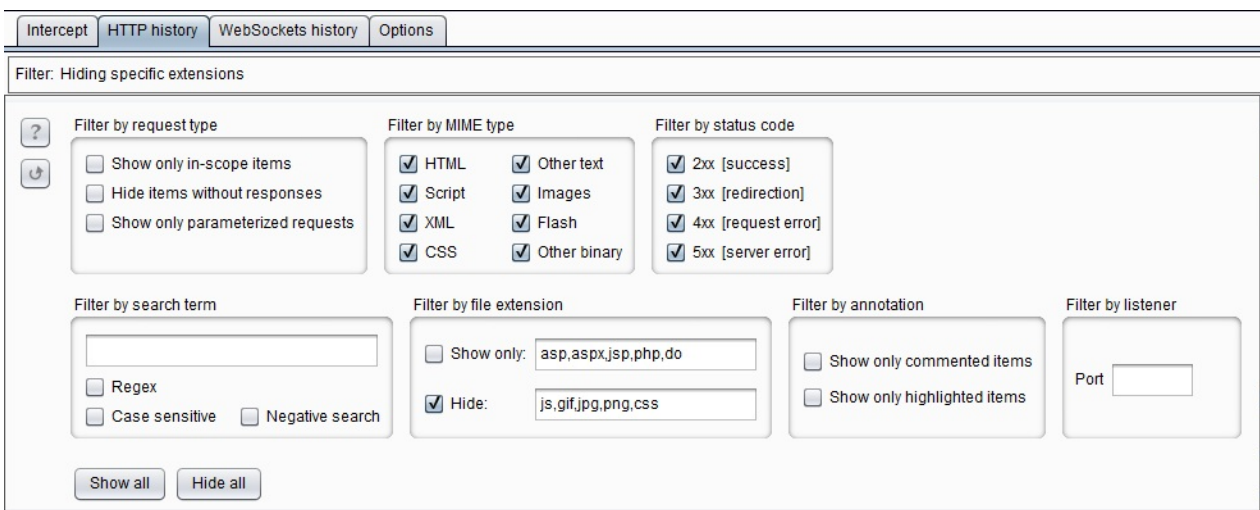 Intercept HTTP history WebSockets history Options
Filter: Hiding specific extensions
?
Filter by request type
Show only in-scope items
Hide items without responses
Show only parameterized requests
Filter by MIME type
HTML Other text
Script Images
XML Flash
CSS Other binary
Filter by status code
2xx [success]
3xx [redirection]
4xx [request error]
5xx [server error]
Filter by search term
Regex
Case sensitive Negative search
Filter by file extension
Show only: asp,aspx,jsp,php,do
Hide: js,gif,jpg,png,css
Filter by annotation
Show only commented items
Show only highlighted items
Filter by listener
Port
Show all Hide all